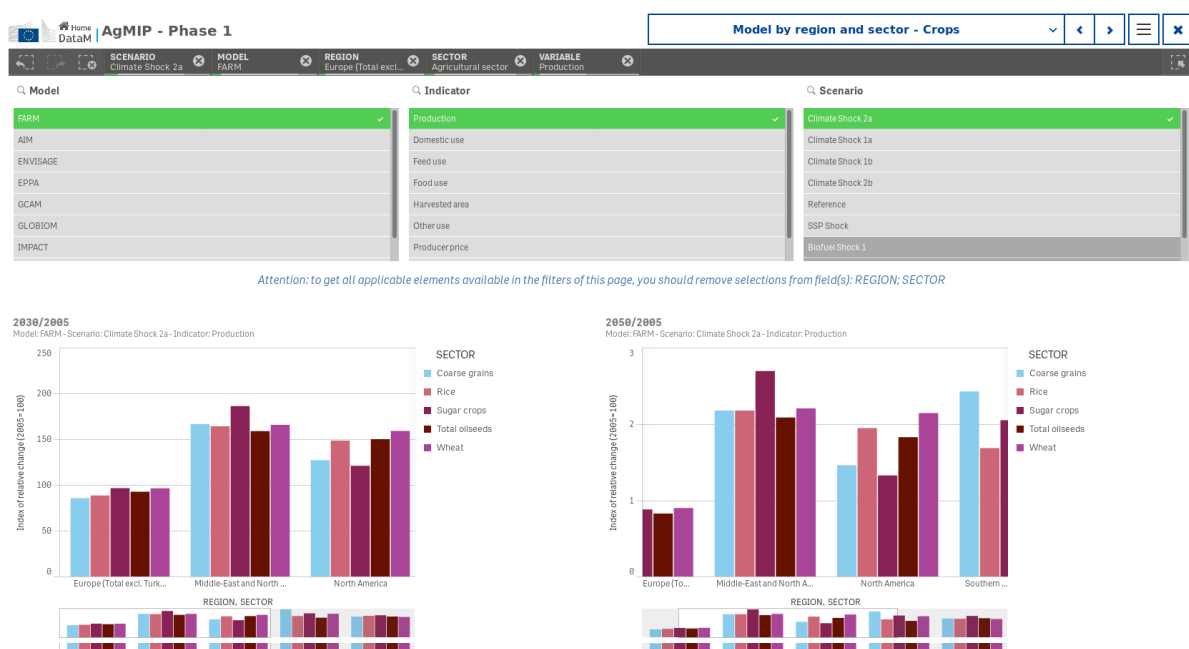 Home
DataM
AgMIP - Phase 1
Model by region and sector - Crops
SCENARIO
Climate Shock 2a
MODEL
FARM
REGION
Europe (Total excl...
SECTOR
Agricultural sector
VARIABLE
Production
Model
Indicator
Scenario
FARM
AIM
ENVISAGE
EPPA
GCAM
GLOBIOM
IMPACT
Production
Domestic use
Feed use
Food use
Harvested area
Other use
Producer price
Climate Shock 2a
Climate Shock 1a
Climate Shock 1b
Climate Shock 2b
Reference
SSP Shock
Biofuel Shock 1
Attention: to get all applicable elements available in the filters of this page, you should remove selections from field(s): REGION; SECTOR
2030/2005
Model: FARM - Scenario: Climate Shock 2a - Indicator: Production
Index of relative change (2005=100)
250
200
150
100
50
0
Europe (Total excl. Turk...
Middle-East and North ...
North America
REGION, SECTOR
SECTOR
Coarse grains
Rice
Sugar crops
Total oilseeds
Wheat
2050/2005
Model: FARM - Scenario: Climate Shock 2a - Indicator: Production
Index of relative change (2005=100)
3
2
1
0
Europe (To...
Middle-East and North A...
North America
Southern ...
REGION, SECTOR
SECTOR
Coarse grains
Rice
Sugar crops
Total oilseeds
Wheat